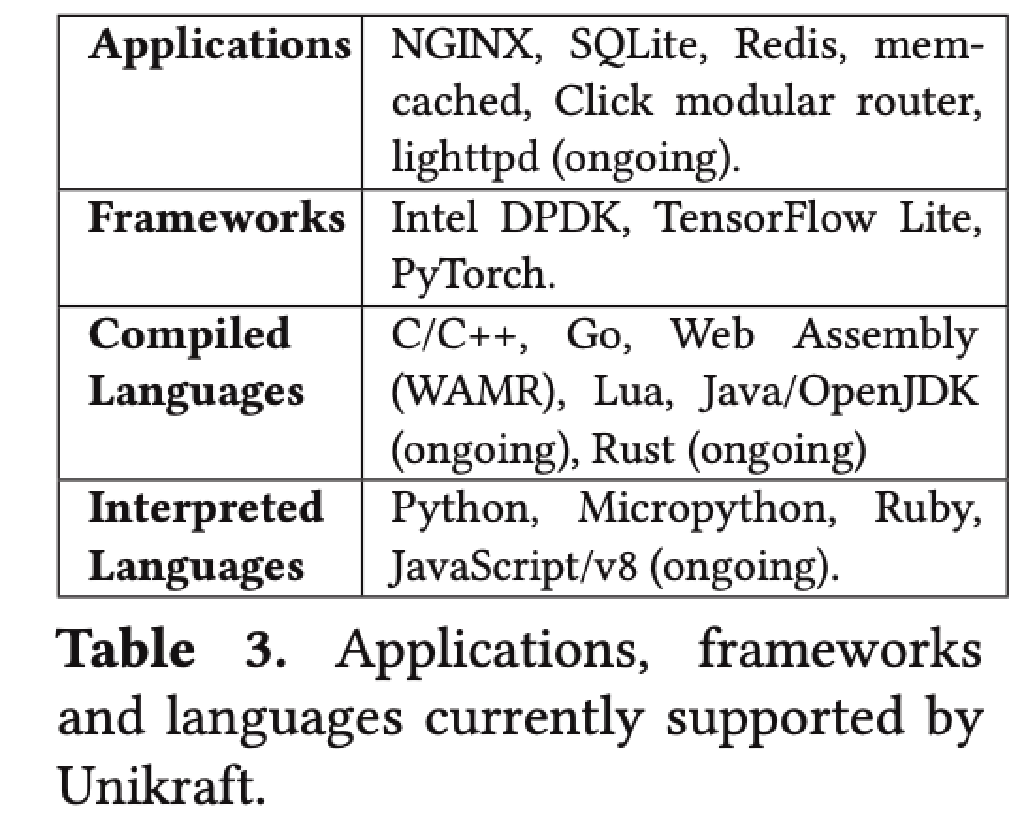 Applications
NGINX, SQLite, Redis, mem-
cached, Click modular router,
lighttpd (ongoing).
Frameworks
Intel DPDK, TensorFlow Lite,
PyTorch.
Compiled
Languages
C/C++, Go, Web Assembly
(WAMR), Lua, Java/OpenJDK
(ongoing), Rust (ongoing)
Interpreted
Languages
Python, Micropython, Ruby,
JavaScript/v8 (ongoing).
Table 3. Applications, frameworks
and languages currently supported by
Unikraft.